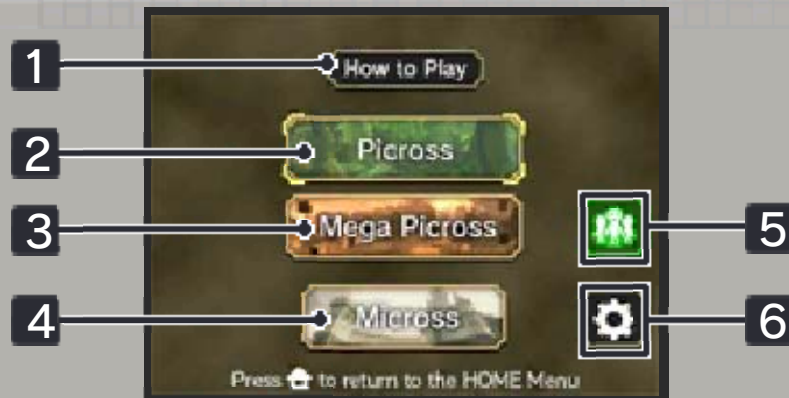 1
How to Play
2
Picross
3
Mega Picross
5
4
Micross
6
Press to return to the HOME Menu